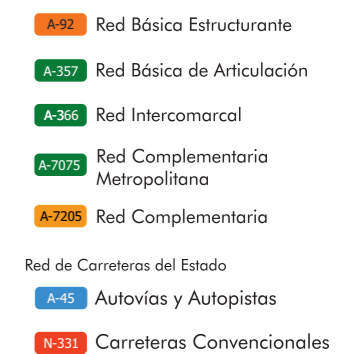 A-92 Red Básica Estructurante
A-357 Red Básica de Articulación
A-366 Red Intercomarcal
A-7075 Red Complementaria
Metropolitana
A-7205 Red Complementaria
Red de Carreteras del Estado
A-45 Autovías y Autopistas
N-331 Carreteras Convencionales